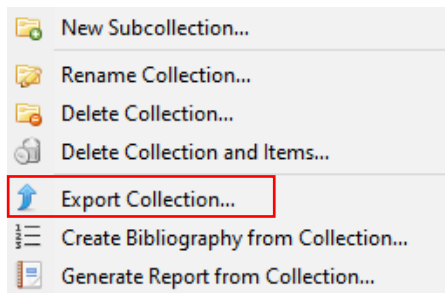 New Subcollection...
Rename Collection...
Delete Collection...
Delete Collection and Items...
Export Collection...
Create Bibliography from Collection...
Generate Report from Collection...